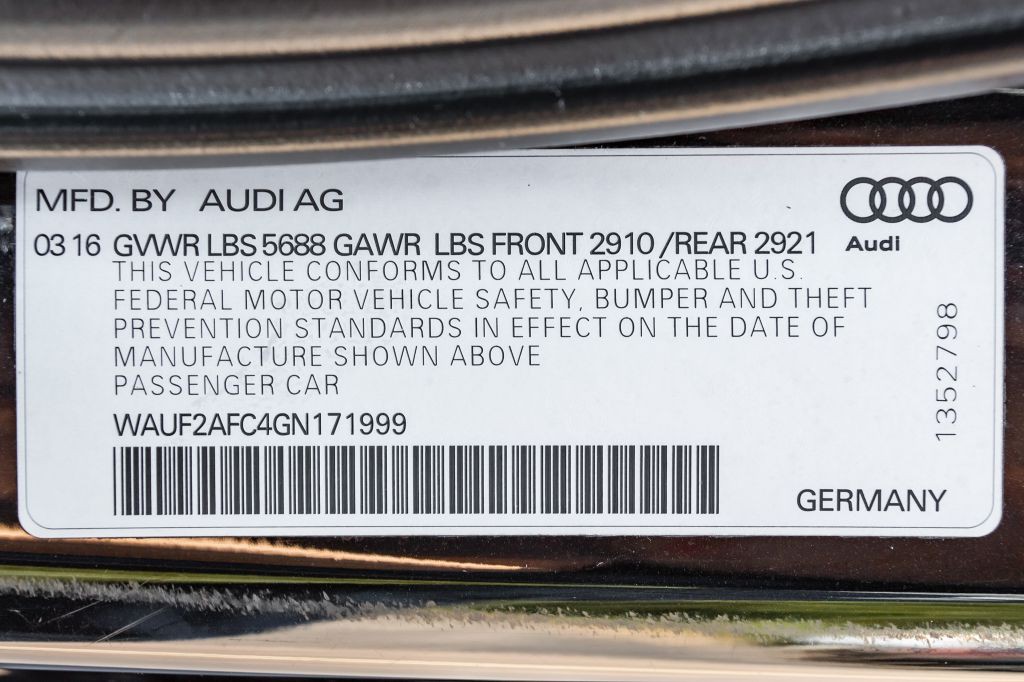 MFD. BY AUDI AG
03 16 GVWR LBS 5688 GAWR LBS FRONT 2910 /REAR 2921
Audi
THIS VEHICLE CONFORMS TO ALL APPLICABLE U.S.
FEDERAL MOTOR VEHICLE SAFETY, BUMPER AND THEFT
PREVENTION STANDARDS IN EFFECT ON THE DATE OF
MANUFACTURE SHOWN ABOVE
PASSENGER CAR
WAUF2AFC4GN171999
1352798
GERMANY